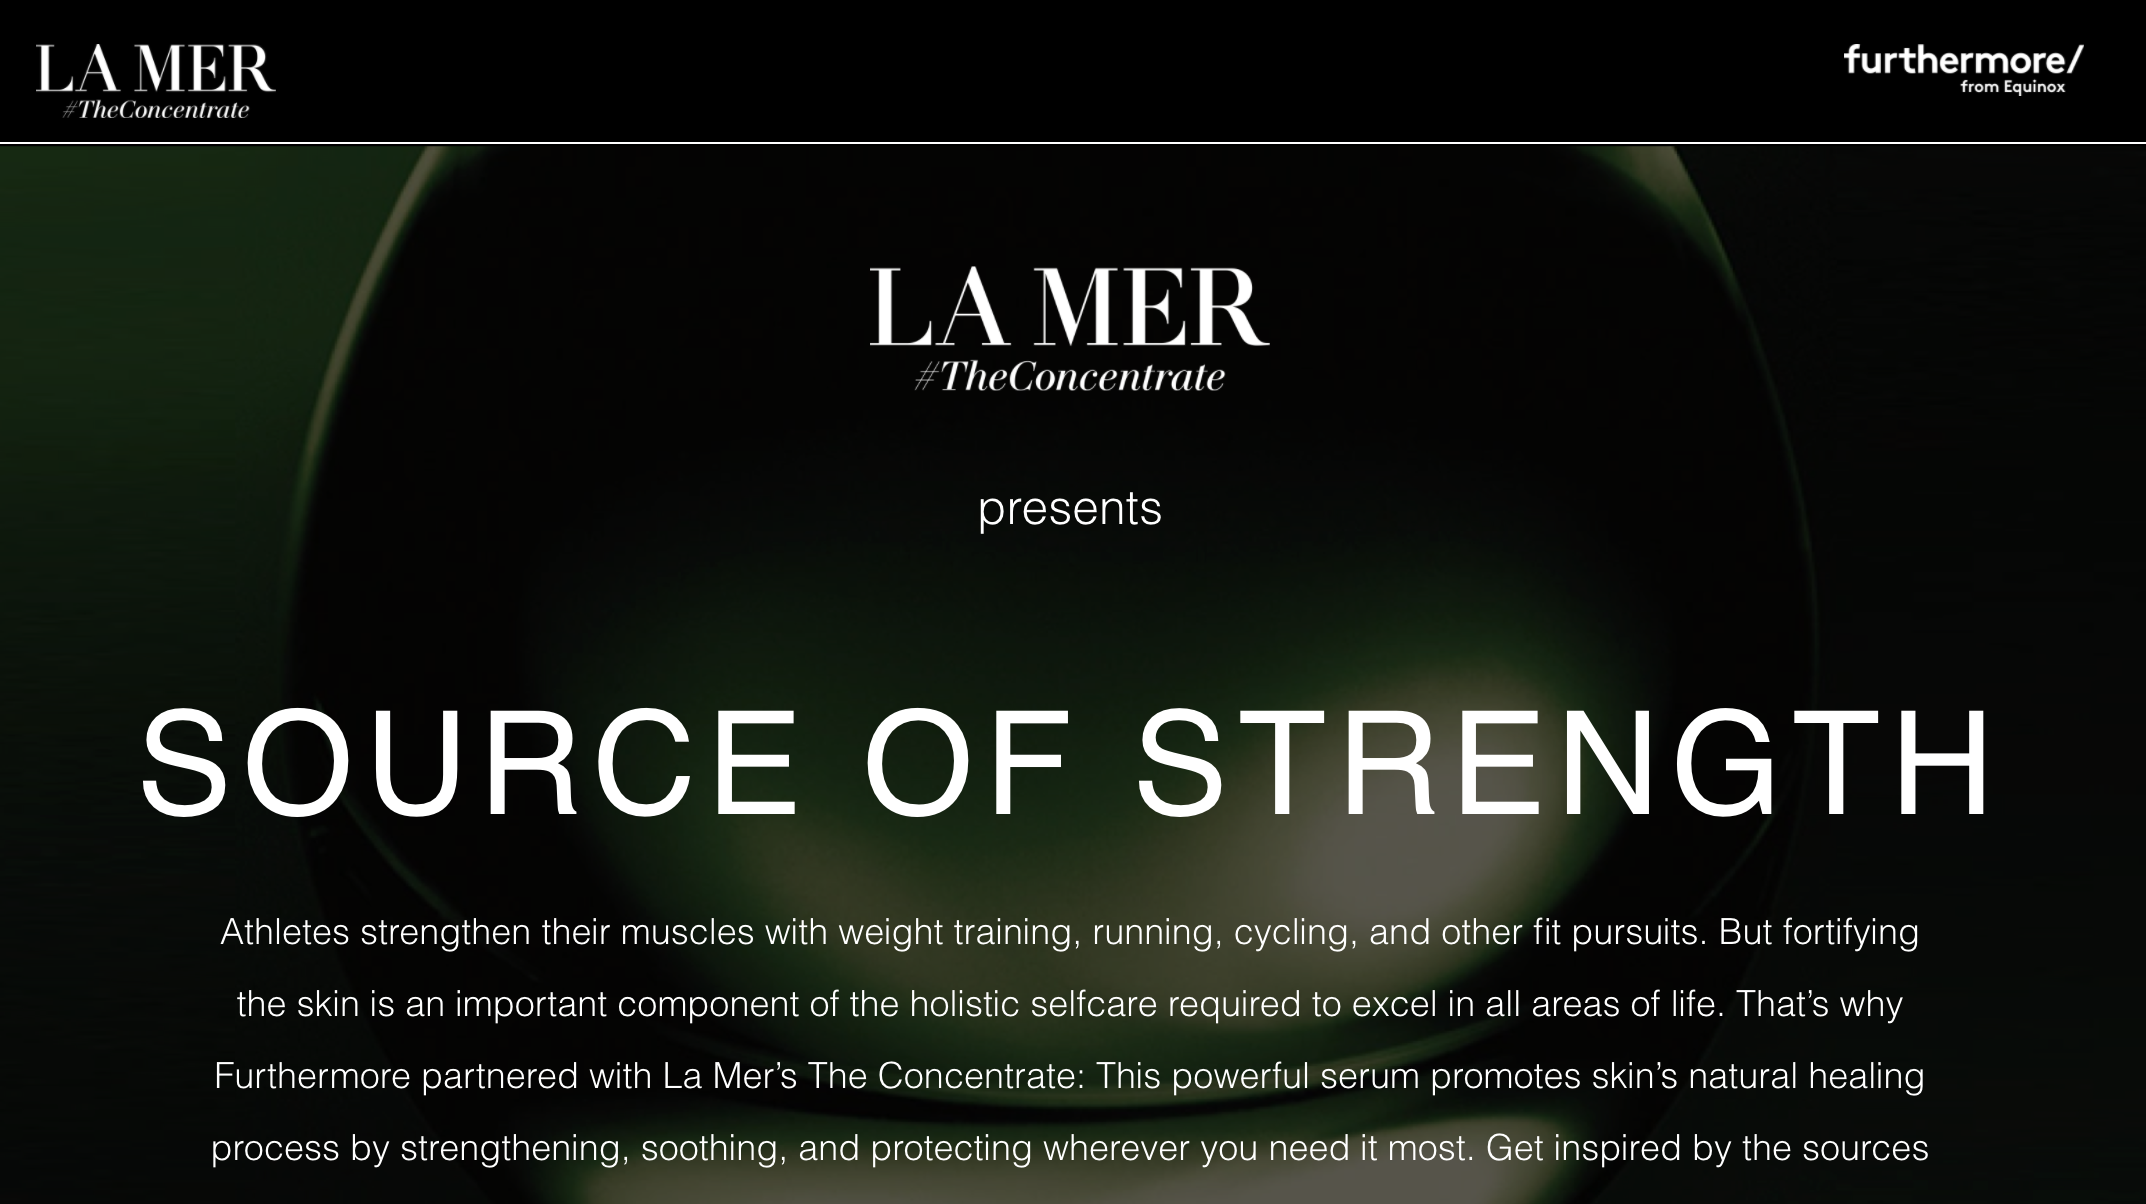 LA MER
#TheConcentrate
furthermore/
from Equinox
LA MER
#TheConcentrate
presents
SOURCE OF STRENGTH
Athletes strengthen their muscles with weight training, running, cycling, and other fit pursuits. But fortifying
the skin is an important component of the holistic selfcare required to excel in all areas of life. That’s why
Furthermore partnered with La Mer’s The Concentrate: This powerful serum promotes skin’s natural healing
process by strengthening, soothing, and protecting wherever you need it most. Get inspired by the sources